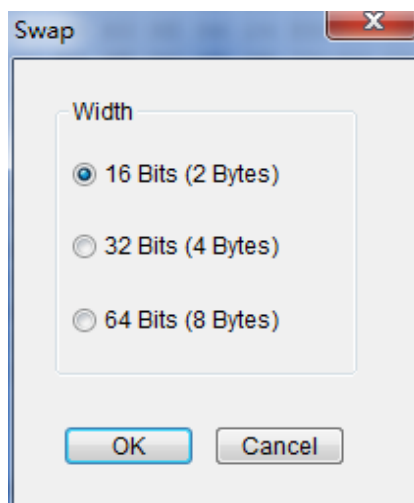 Swap
Width
16 Bits (2 Bytes)
32 Bits (4 Bytes)
64 Bits (8 Bytes)
OK Cancel